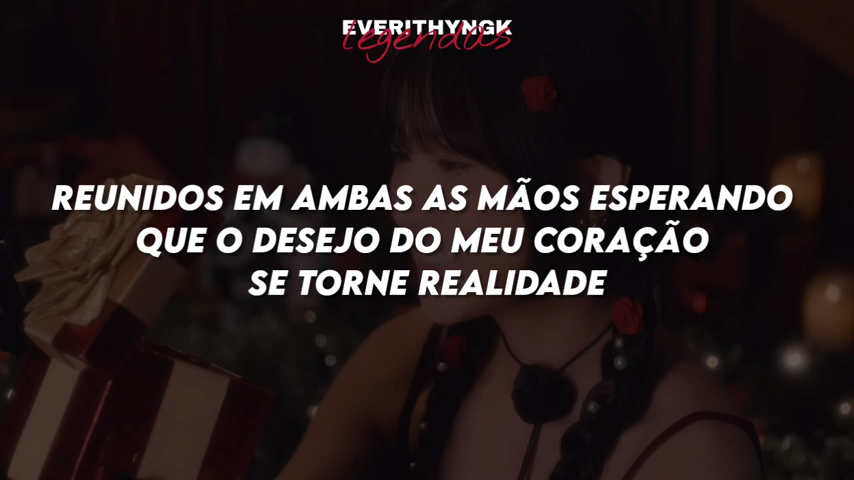 EVERITHYNGK
legendas
REUNIDOS EM AMBAS AS MÃOS ESPERANDO
QUE O DESEJO DO MEU CORAÇÃO
SE TORNE REALIDADE